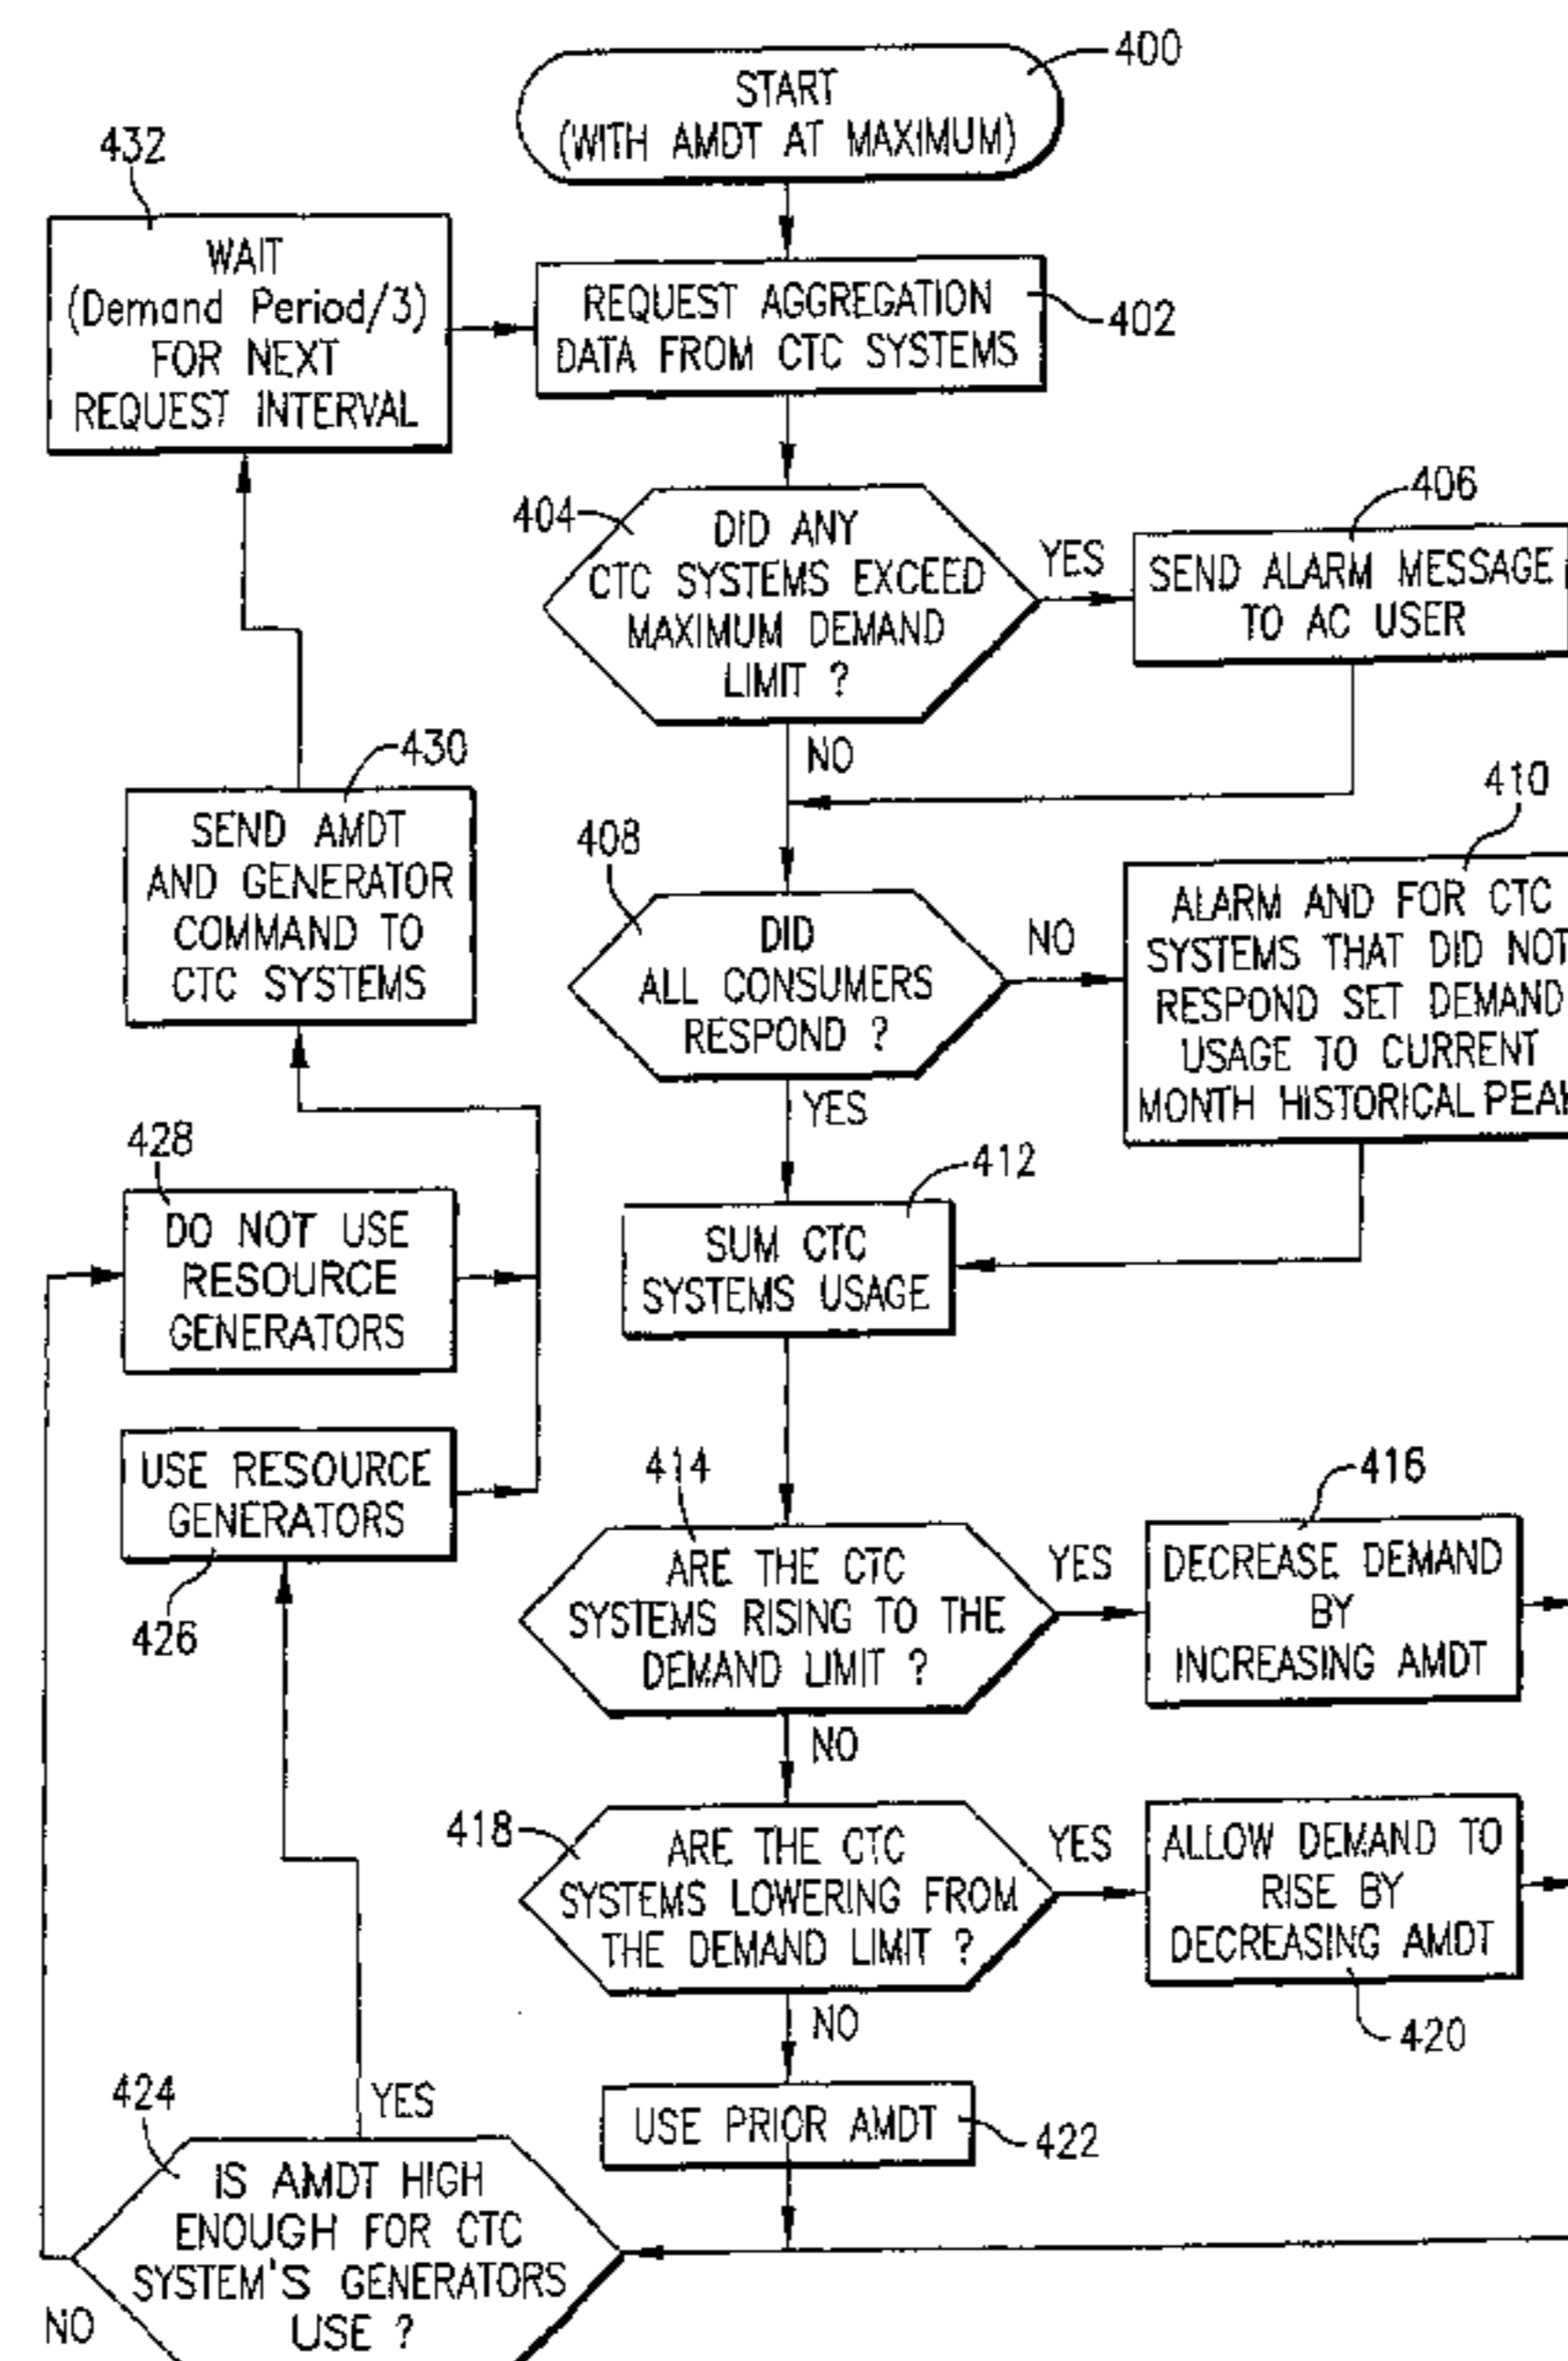 400
START
(WITH AMDT AT MAXIMUM)
432
WAIT
(Demand Period/3)
FOR NEXT
REQUEST INTERVAL
REQUEST AGGREGATION
DATA FROM CTC SYSTEMS
402
404
DID ANY
CTC SYSTEMS EXCEED
MAXIMUM DEMAND
LIMIT ?
YES
NO
406
SEND ALARM MESSAGE
TO AC USER
430
SEND AMDT
AND GENERATOR
COMMAND TO
CTC SYSTEMS
408
DID
ALL CONSUMERS
RESPOND ?
NO
YES
410
ALARM AND FOR CTC
SYSTEMS THAT DID NOT
RESPOND SET DEMAND
USAGE TO CURRENT
MONTH HISTORICAL PEAK
428
DO NOT USE
RESOURCE
GENERATORS
412
SUM CTC
SYSTEMS USAGE
USE RESOURCE
GENERATORS
426
414
ARE THE CTC
SYSTEMS RISING TO THE
DEMAND LIMIT ?
YES
NO
416
DECREASE DEMAND
BY
INCREASING AMDT
418
ARE THE CTC
SYSTEMS LOWERING FROM
THE DEMAND LIMIT ?
YES
NO
ALLOW DEMAND TO
RISE BY
DECREASING AMDT
420
USE PRIOR AMDT
422
424
YES
IS AMDT HIGH
ENOUGH FOR CTC
SYSTEM'S GENERATORS
USE ?
NO